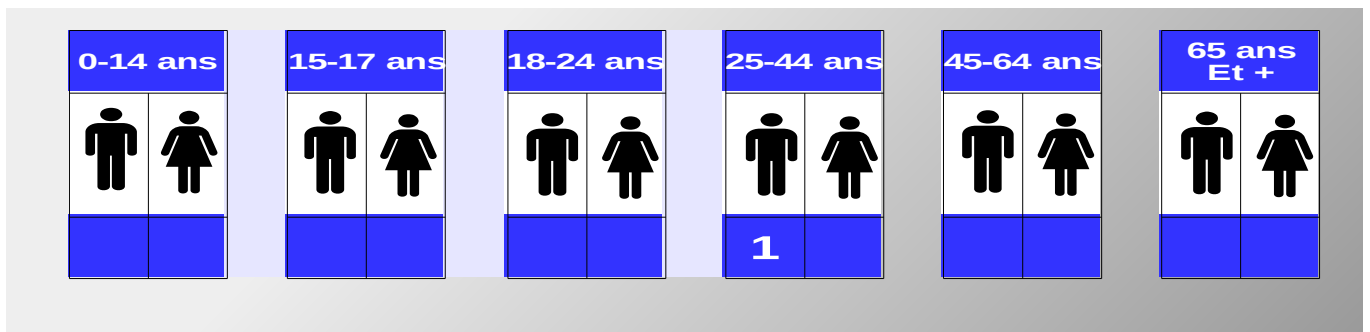 0-14 ans
15-17 ans
18-24 ans
25-44 ans
45-64 ans
65 ans
Et +
1